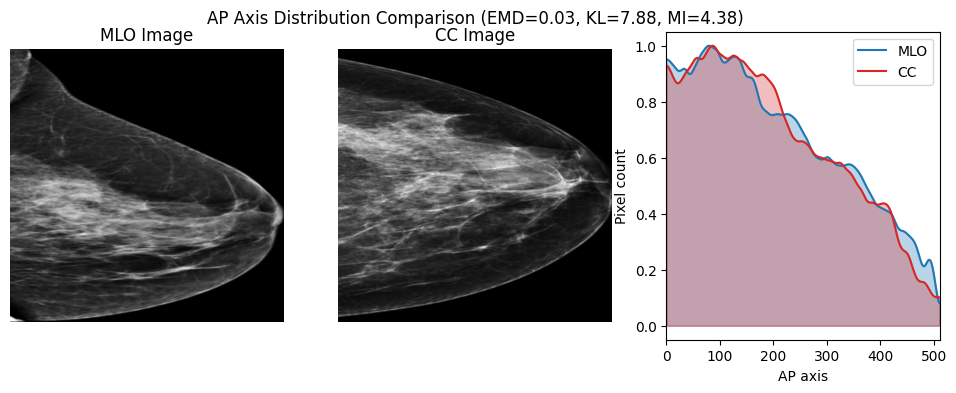 AP Axis Distribution Comparison (EMD=0.03, KL=7.88, MI=4.38)
MLO Image
CC Image
MLO
CC
Pixel count
1.0
0.8
0.6
0.4
0.2
0.0
0 100 200 300 400 500
AP axis